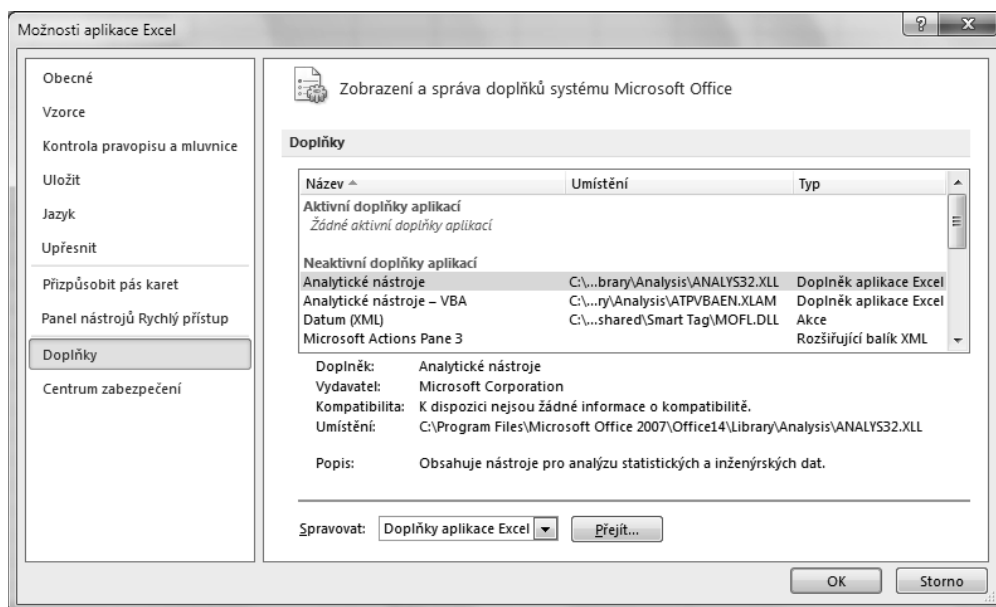 Možnosti aplikace Excel
Obecné
Vzorce
Kontrola pravopisu a mluvnice
Uložit
Jazyk
Upřesnit
Přizpůsobit pás karet
Panel nástrojů Rychlý přístup
Doplňky
Centrum zabezpečení
Zobrazení a správa doplňků systému Microsoft Office
Doplňky
Název Umístění Typ
Aktivní doplňky aplikací
Žádné aktivní doplňky aplikací
Neaktivní doplňky aplikací
Analytické nástroje C:\...brary\Analysis\ANALYS32.XLL Doplněk aplikace Excel
Analytické nástroje – VBA C:\...ry\Analysis\ATPVBAEN.XLAM Doplněk aplikace Excel
Datum (XML) C:\...shared\Smart Tag\MOFL.DLL Akce
Microsoft Actions Pane 3 Rozšiřující balík XML
Doplněk: Analytické nástroje
Vydavatel: Microsoft Corporation
Kompatibilita: K dispozici nejsou žádné informace o kompatibilitě.
Umístění: C:\Program Files\Microsoft Office 2007\Office14\Library\Analysis\ANALYS32.XLL
Popis: Obsahuje nástroje pro analýzu statistických a inženýrských dat.
Spravovat: Doplňky aplikace Excel Přejít...
OK Storno